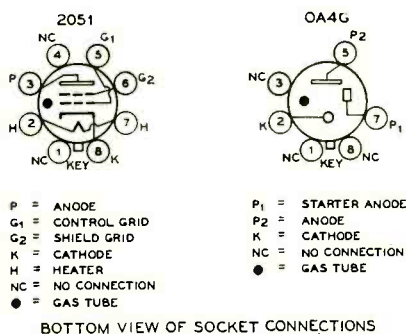 2051
NC G1
4 5
P 3 6 G2
H 2 7 H
1 8
NC KEY K
P = ANODE
G1 = CONTROL GRID
G2 = SHIELD GRID
K = CATHODE
H = HEATER
NC = NO CONNECTION
● = GAS TUBE
OA4G
P2
5
NC 3
K 2 7 P1
1 8
NC KEY NC
P1 = STARTER ANODE
P2 = ANODE
K = CATHODE
NC = NO CONNECTION
● = GAS TUBE
BOTTOM VIEW OF SOCKET CONNECTIONS